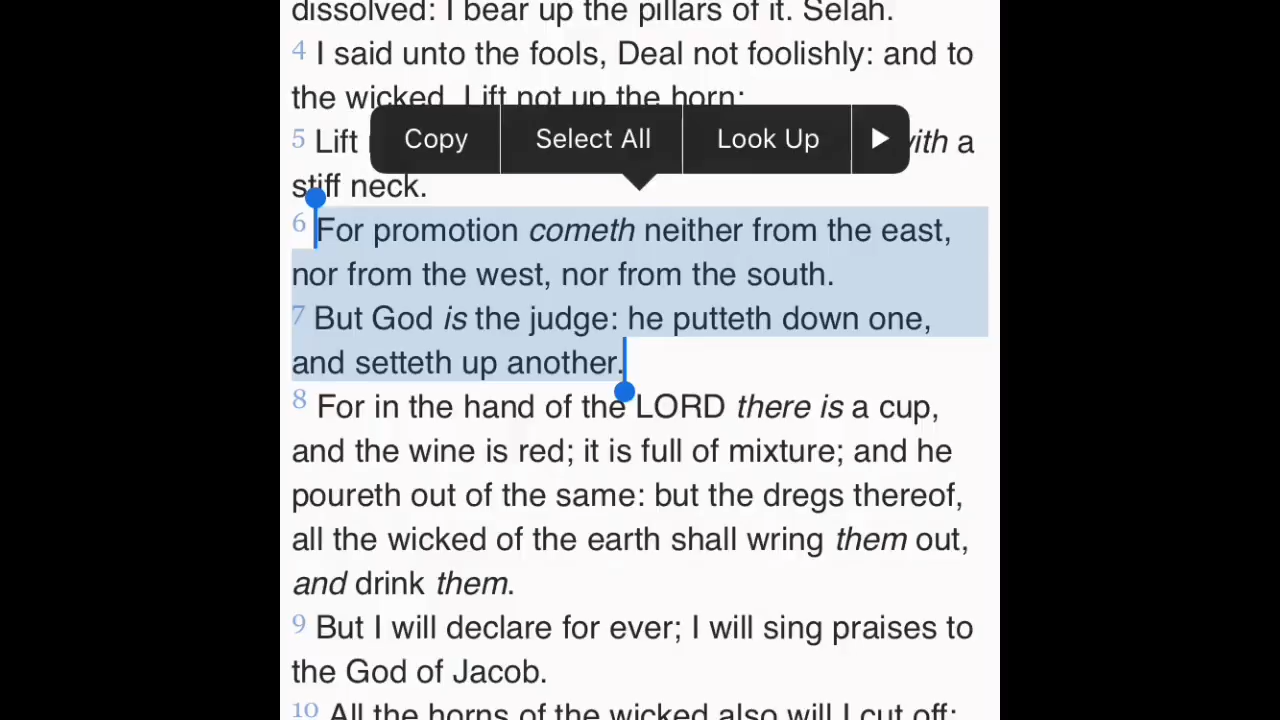 dissolved: I bear up the pillars of it. Selah.
4 I said unto the fools, Deal not foolishly: and to
the wicked, Lift not up the horn:
Copy Select All Look Up ▶
5 Lift with a
stiff neck.
6 For promotion cometh neither from the east,
nor from the west, nor from the south.
7 But God is the judge: he putteth down one,
and setteth up another.
8 For in the hand of the LORD there is a cup,
and the wine is red; it is full of mixture; and he
poureth out of the same: but the dregs thereof,
all the wicked of the earth shall wring them out,
and drink them.
9 But I will declare for ever; I will sing praises to
the God of Jacob.
10 All the horns of the wicked also will I cut off;